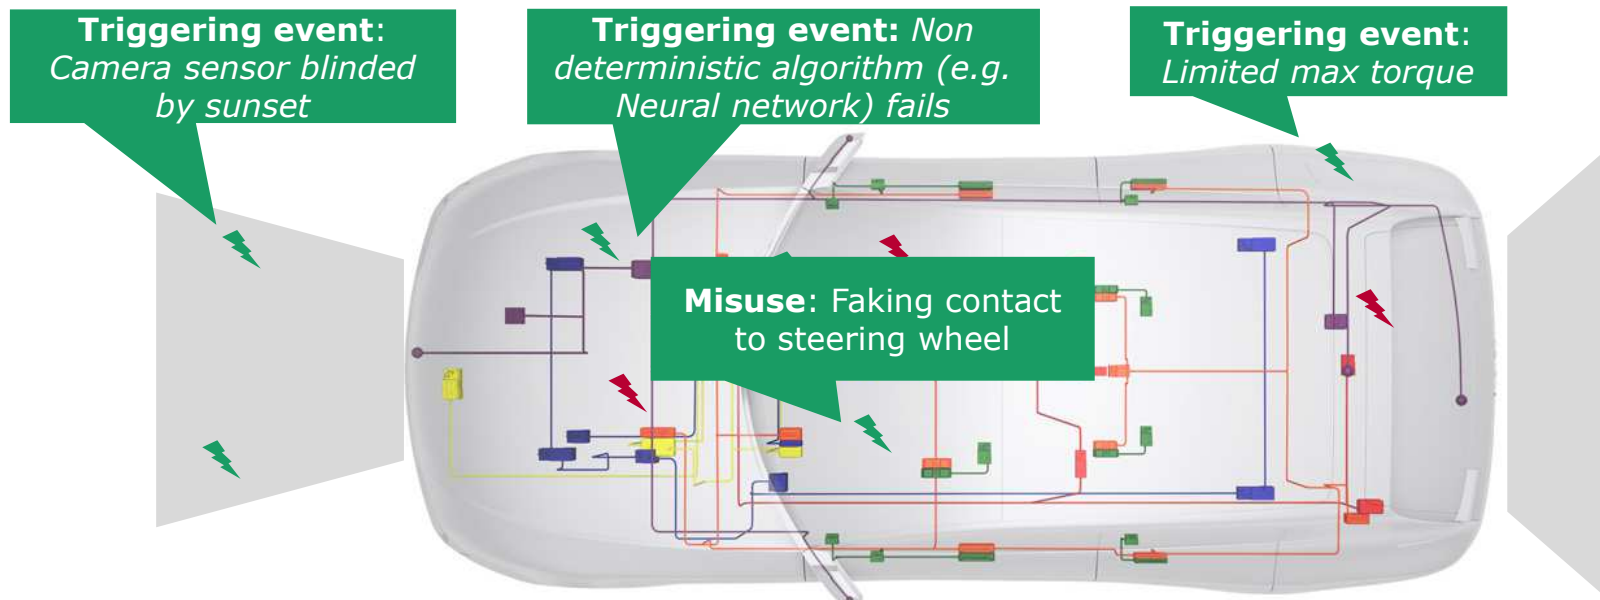 Triggering event:
Camera sensor blinded
by sunset
Triggering event: Non
deterministic algorithm (e.g.
Neural network) fails
Triggering event:
Limited max torque
Misuse: Faking contact
to steering wheel